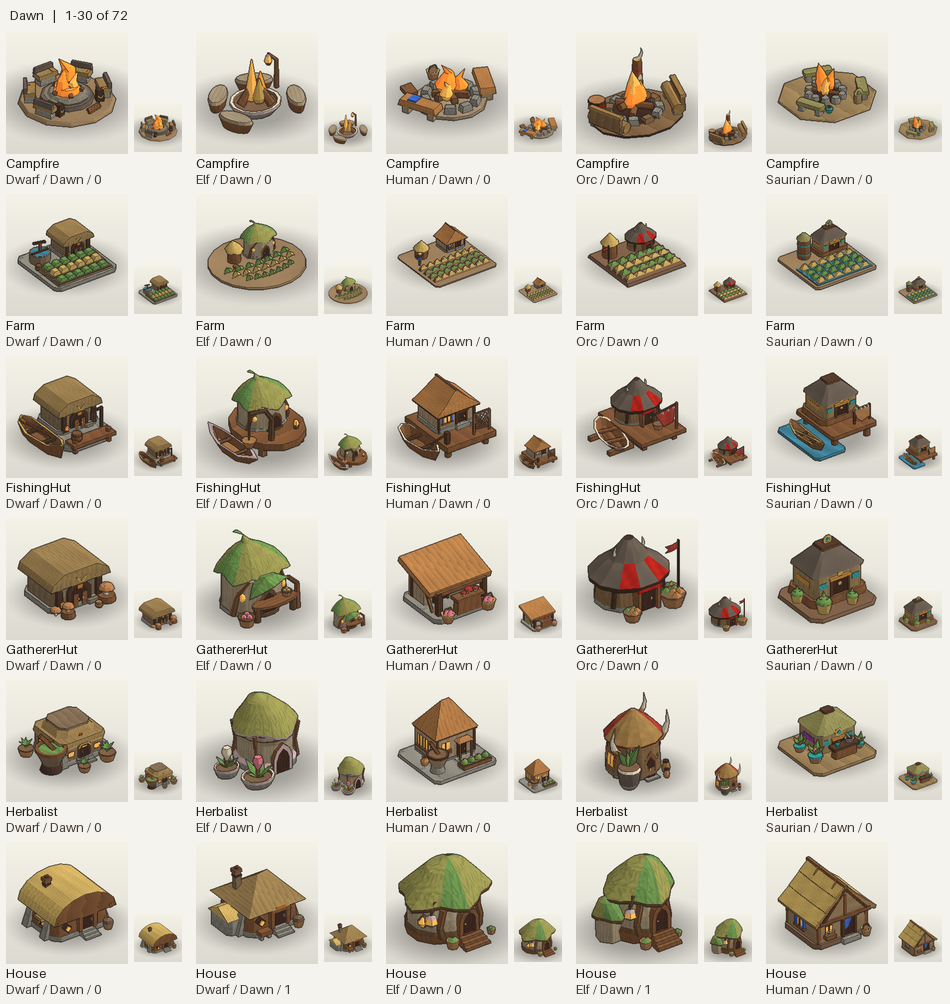 Dawn | 1-30 of 72
Campfire Campfire Campfire Campfire Campfire
Dwarf / Dawn / 0 Elf / Dawn / 0 Human / Dawn / 0 Orc / Dawn / 0 Saurian / Dawn / 0
Farm Farm Farm Farm Farm
Dwarf / Dawn / 0 Elf / Dawn / 0 Human / Dawn / 0 Orc / Dawn / 0 Saurian / Dawn / 0
FishingHut FishingHut FishingHut FishingHut FishingHut
Dwarf / Dawn / 0 Elf / Dawn / 0 Human / Dawn / 0 Orc / Dawn / 0 Saurian / Dawn / 0
GathererHut GathererHut GathererHut GathererHut GathererHut
Dwarf / Dawn / 0 Elf / Dawn / 0 Human / Dawn / 0 Orc / Dawn / 0 Saurian / Dawn / 0
Herbalist Herbalist Herbalist Herbalist Herbalist
Dwarf / Dawn / 0 Elf / Dawn / 0 Human / Dawn / 0 Orc / Dawn / 0 Saurian / Dawn / 0
House House House House House
Dwarf / Dawn / 0 Dwarf / Dawn / 1 Elf / Dawn / 0 Elf / Dawn / 1 Human / Dawn / 0